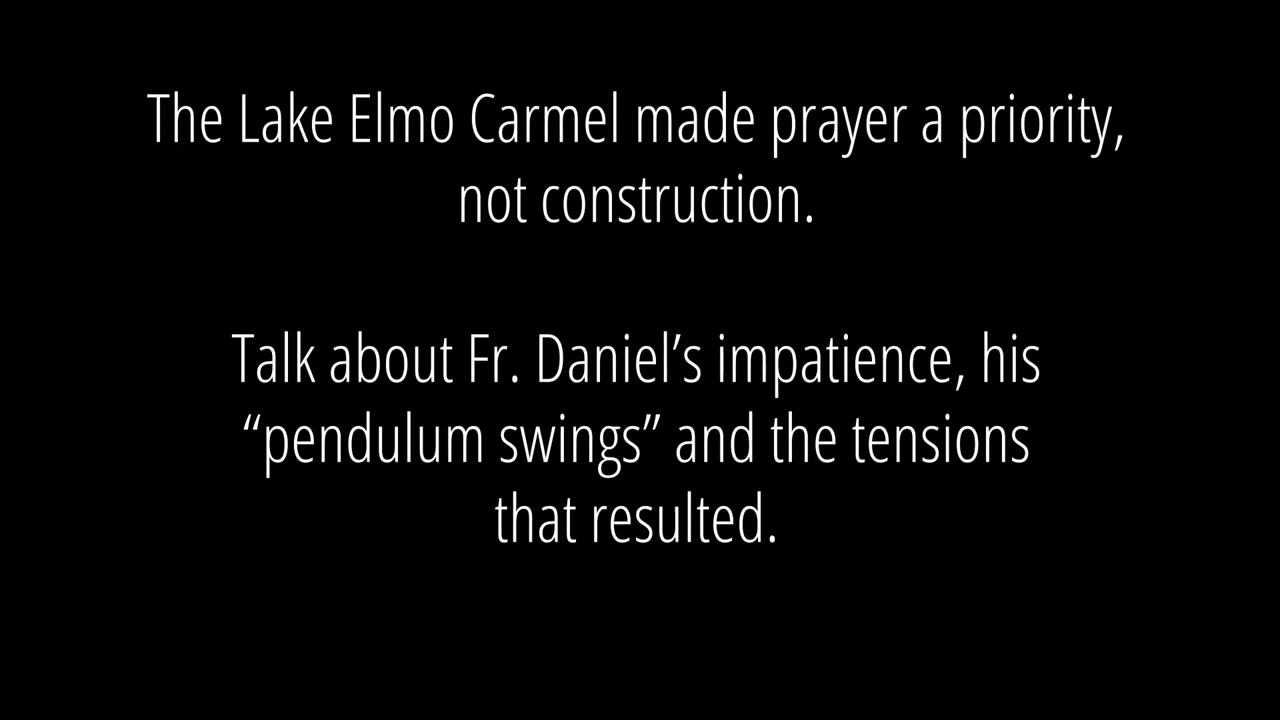 The Lake Elmo Carmel made prayer a priority,
not construction.
Talk about Fr. Daniel’s impatience, his
“pendulum swings” and the tensions
that resulted.